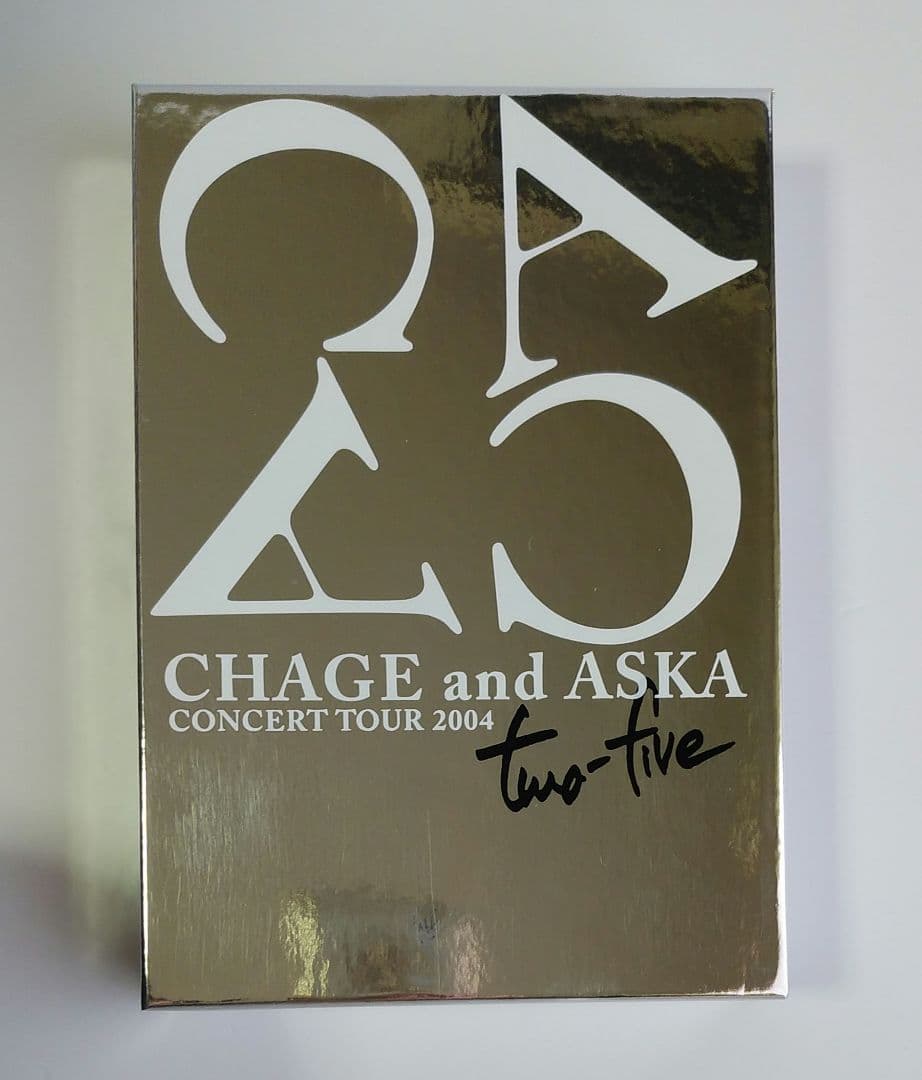 C A
A C
CHAGE and ASKA
CONCERT TOUR 2004
two-five